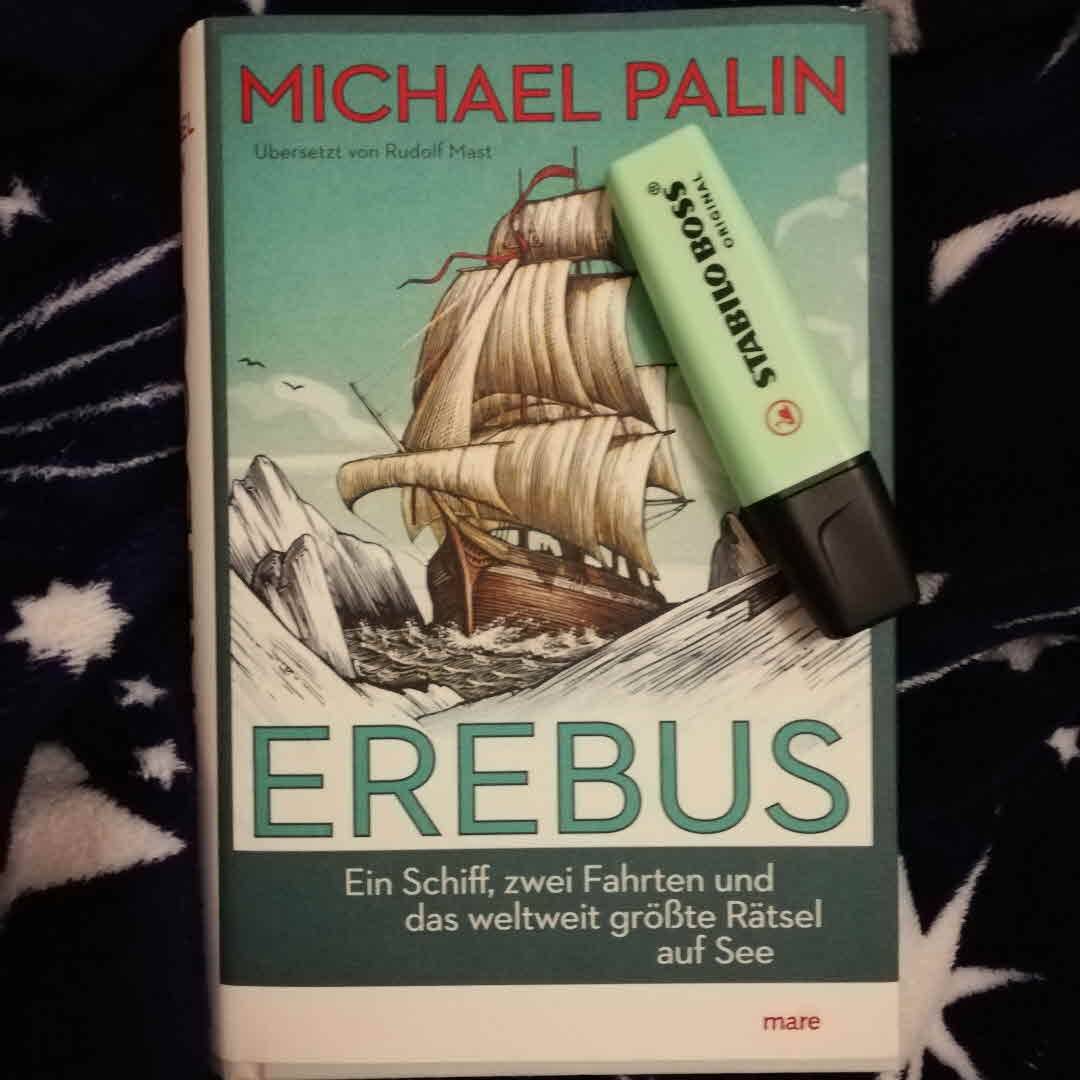 MICHAEL PALIN
Übersetzt von Rudolf Mast
STABILO BOSS®
ORIGINAL
EREBUS
Ein Schiff, zwei Fahrten und
das weltweit größte Rätsel
auf See
mare